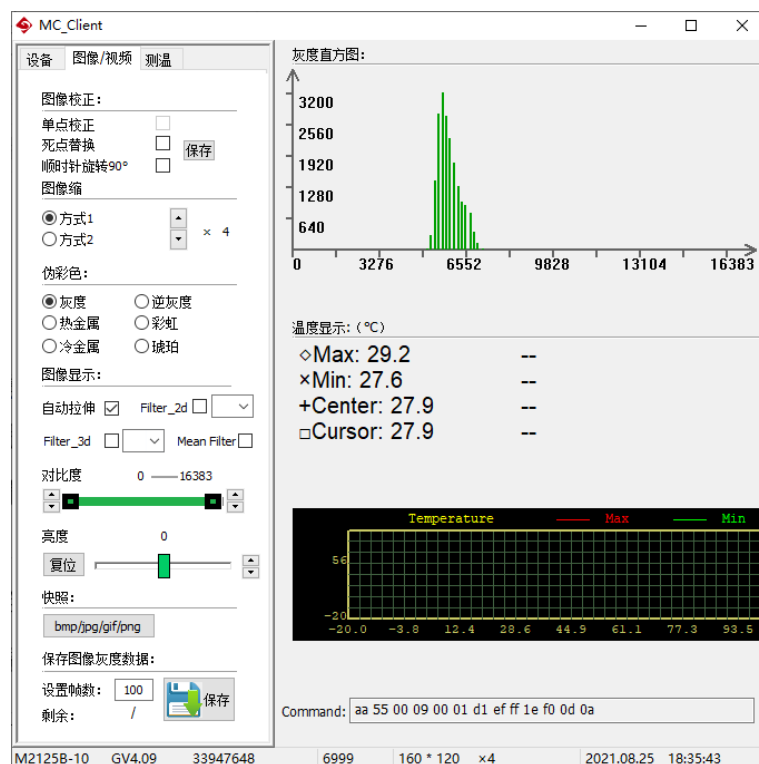 MC_Client
设备 图像/视频 测温
图像校正:
单点校正
死点替换
保存
顺时针旋转90°
图像缩
方式1
方式2
× 4
伪彩色:
灰度 逆灰度
热金属 彩虹
冷金属 琥珀
图像显示:
自动拉伸 Filter_2d
Filter_3d Mean Filter
对比度 0 16383
亮度 0
复位
快照:
bmp/jpg/gif/png
保存图像灰度数据:
设置帧数: 100
保存
剩余: /
灰度直方图:
3200
2560
1920
1280
640
0 3276 6552 9828 13104 16383
温度显示: (℃)
◇Max: 29.2 --
×Min: 27.6 --
+Center: 27.9 --
□Cursor: 27.9 --
Temperature Max Min
56
-20
-20.0 -3.8 12.4 28.6 44.9 61.1 77.3 93.5
Command: aa 55 00 09 00 01 d1 ef ff 1e f0 0d 0a
M2125B-10 GV4.09 33947648 6999 160 * 120 ×4 2021.08.25 18:35:43